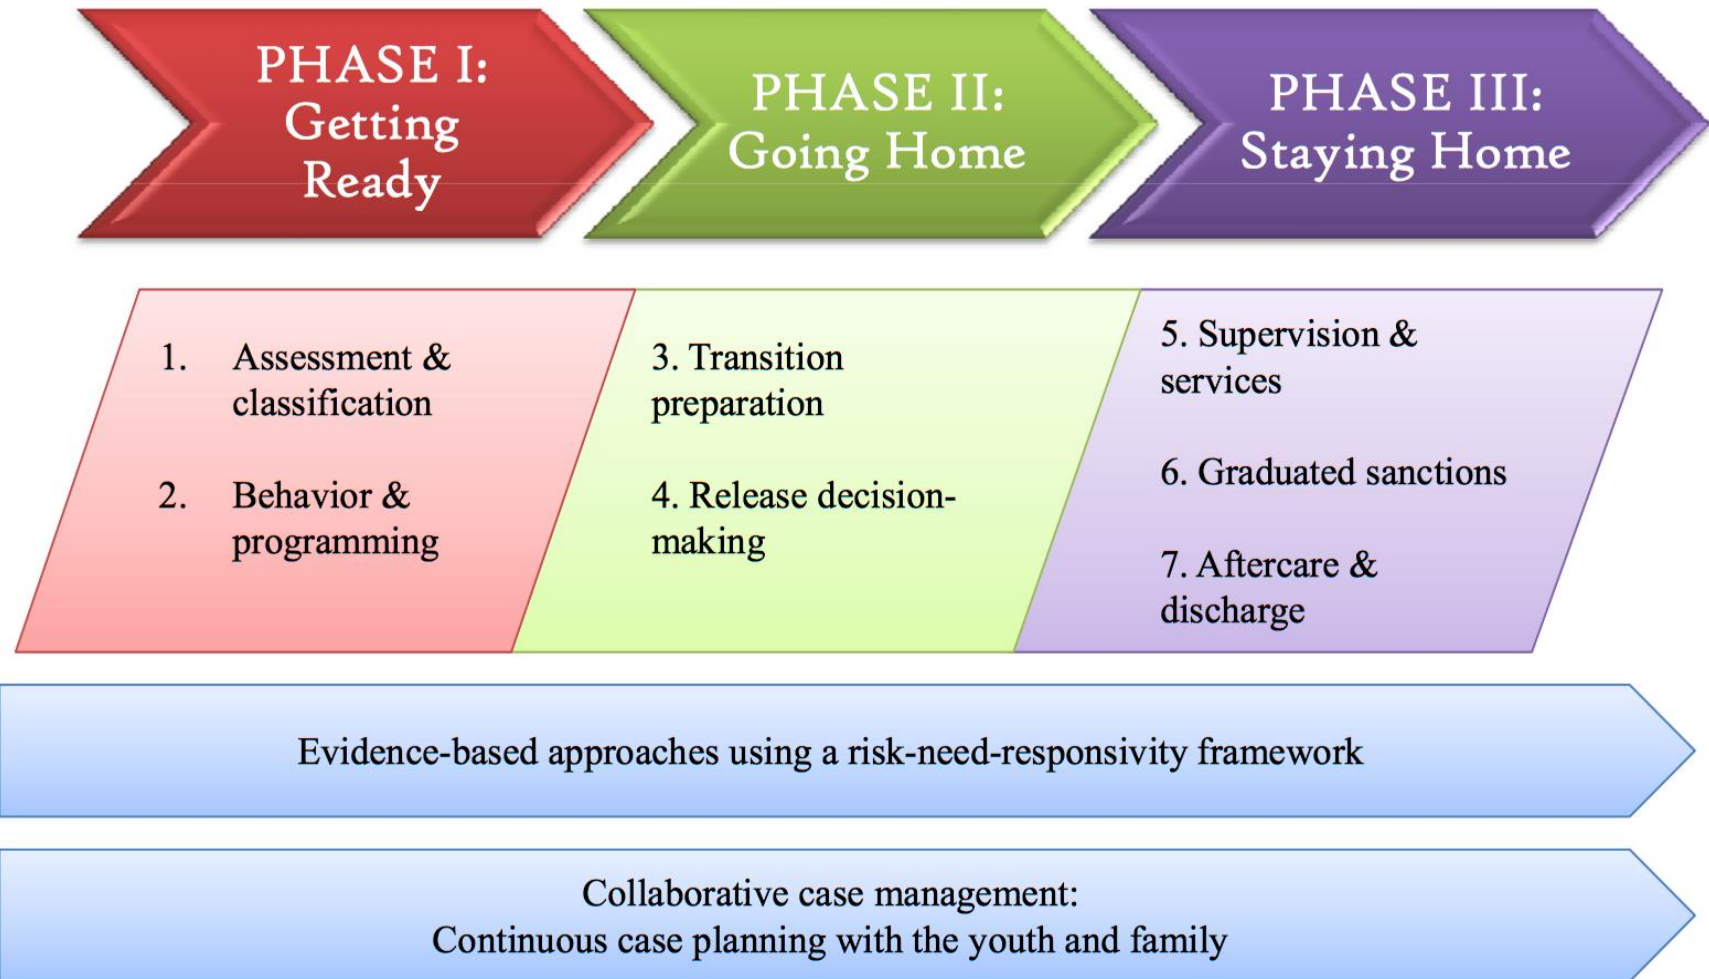 PHASE I:
Getting
Ready
PHASE II:
Going Home
PHASE III:
Staying Home
1. Assessment &
classification
2. Behavior &
programming
3. Transition
preparation
4. Release decision-
making
5. Supervision &
services
6. Graduated sanctions
7. Aftercare &
discharge
Evidence-based approaches using a risk-need-responsivity framework
Collaborative case management:
Continuous case planning with the youth and family